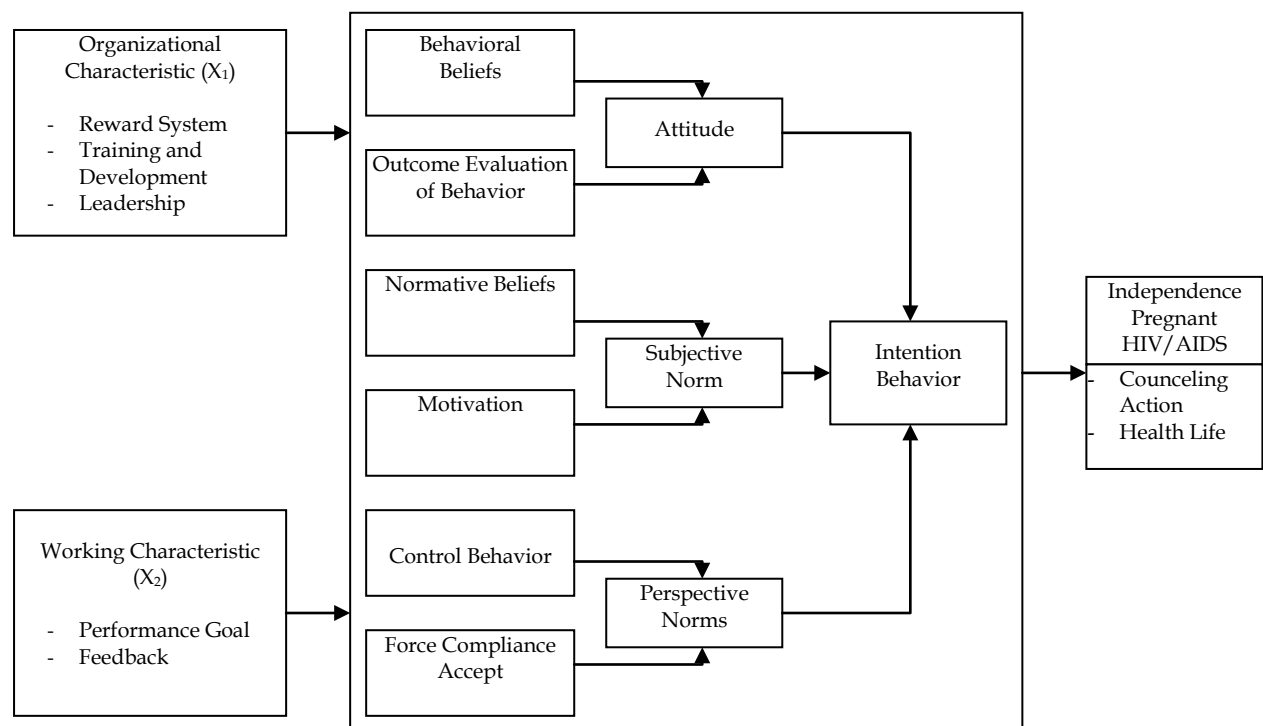 Organizational
Characteristic (X₁)
- Reward System
- Training and
Development
- Leadership
Working Characteristic
(X₂)
- Performance Goal
- Feedback
Behavioral
Beliefs
Outcome Evaluation
of Behavior
Attitude
Normative Beliefs
Motivation
Subjective
Norm
Control Behavior
Force Compliance
Accept
Perspective
Norms
Intention
Behavior
Independence
Pregnant
HIV/AIDS
- Counceling
Action
- Health Life